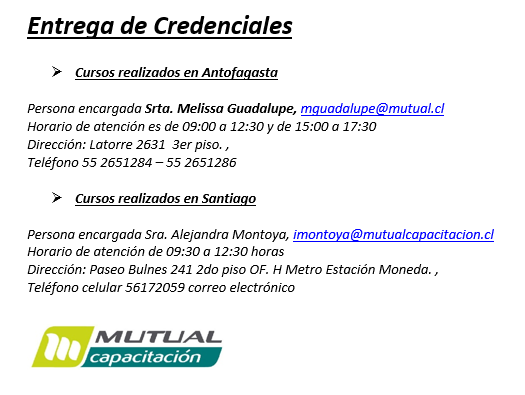 Entrega de Credenciales
➢ Cursos realizados en Antofagasta
Persona encargada Srta. Melissa Guadalupe, mguadalupe@mutual.cl
Horario de atención es de 09:00 a 12:30 y de 15:00 a 17:30
Dirección: Latorre 2631  3er piso. ,
Teléfono 55 2651284 – 55 2651286
➢ Cursos realizados en Santiago
Persona encargada Sra. Alejandra Montoya, imontoya@mutualcapacitacion.cl
Horario de atención de 09:30 a 12:30 horas
Dirección: Paseo Bulnes 241 2do piso OF. H Metro Estación Moneda. ,
Teléfono celular 56172059 correo electrónico
MUTUAL
capacitación